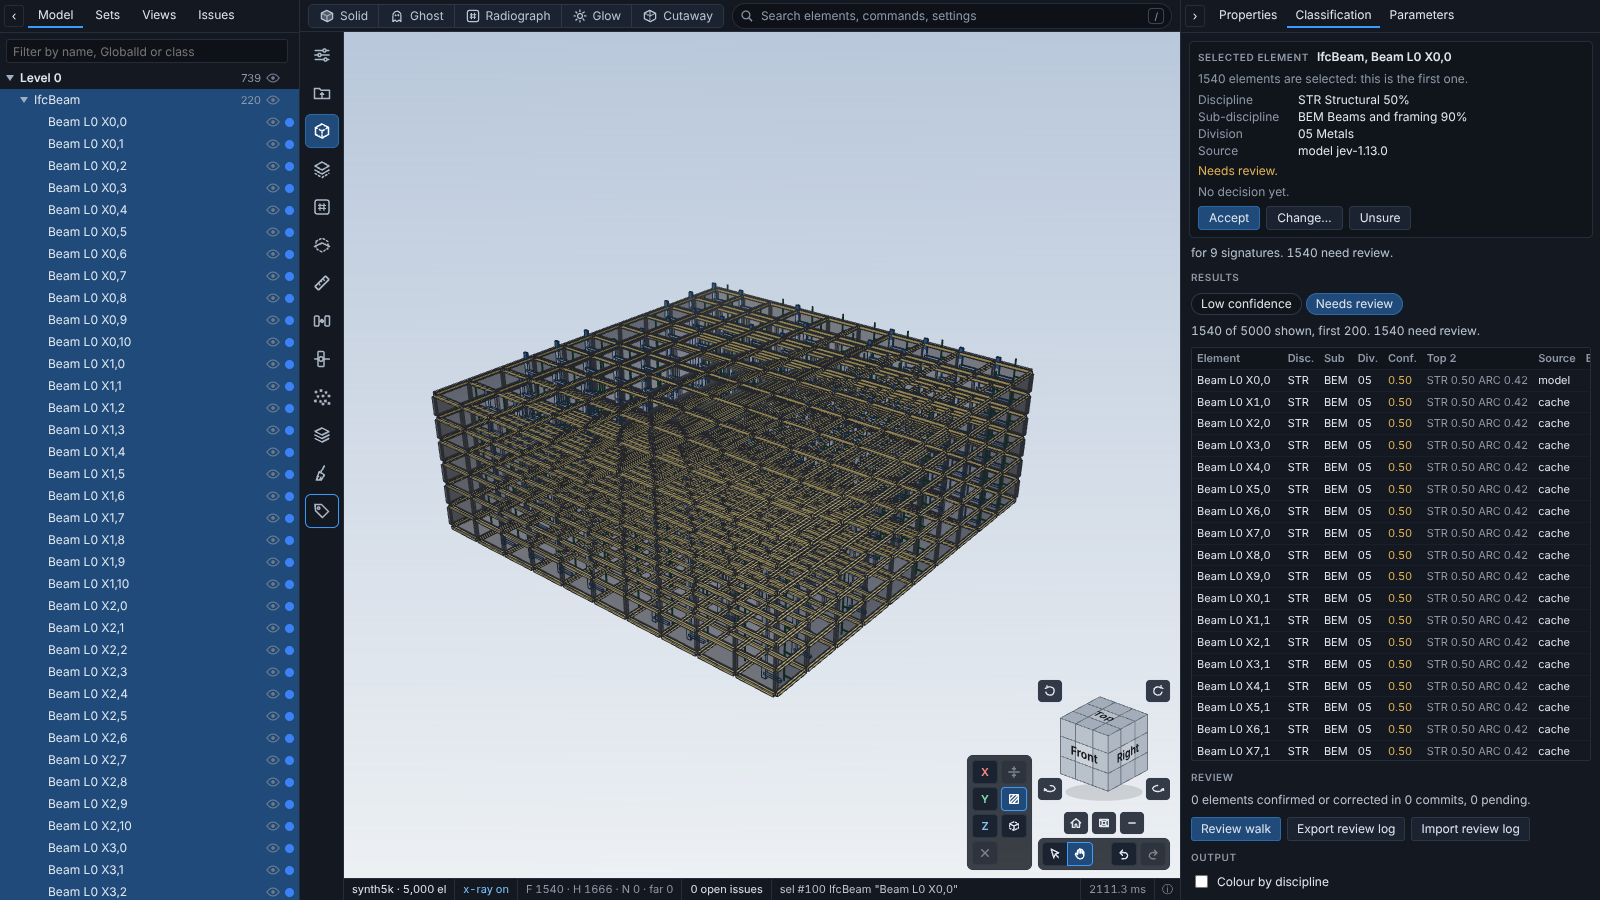 Model Sets Views Issues
Filter by name, GlobalId or class
Level 0 739
IfcBeam 220
Beam L0 X0,0
Beam L0 X0,1
Beam L0 X0,2
Beam L0 X0,3
Beam L0 X0,4
Beam L0 X0,5
Beam L0 X0,6
Beam L0 X0,7
Beam L0 X0,8
Beam L0 X0,9
Beam L0 X0,10
Beam L0 X1,0
Beam L0 X1,1
Beam L0 X1,2
Beam L0 X1,3
Beam L0 X1,4
Beam L0 X1,5
Beam L0 X1,6
Beam L0 X1,7
Beam L0 X1,8
Beam L0 X1,9
Beam L0 X1,10
Beam L0 X2,0
Beam L0 X2,1
Beam L0 X2,2
Beam L0 X2,3
Beam L0 X2,4
Beam L0 X2,5
Beam L0 X2,6
Beam L0 X2,7
Beam L0 X2,8
Beam L0 X2,9
Beam L0 X2,10
Beam L0 X3,0
Beam L0 X3,1
Beam L0 X3,2
Solid Ghost Radiograph Glow Cutaway Search elements, commands, settings /
Top
Front Right
X
Y
Z
synth5k · 5,000 el x-ray on F 1540 · H 1666 · N 0 · far 0 0 open issues sel #100 IfcBeam "Beam L0 X0,0" 2111.3 ms
Properties Classification Parameters
SELECTED ELEMENT IfcBeam, Beam L0 X0,0
1540 elements are selected: this is the first one.
Discipline STR Structural 50%
Sub-discipline BEM Beams and framing 90%
Division 05 Metals
Source model jev-1.13.0
Needs review.
No decision yet.
Accept Change... Unsure
for 9 signatures. 1540 need review.
RESULTS
Low confidence Needs review
1540 of 5000 shown, first 200. 1540 need review.
Element Disc. Sub Div. Conf. Top 2 Source E
Beam L0 X0,0 STR BEM 05 0.50 STR 0.50 ARC 0.42 model
Beam L0 X1,0 STR BEM 05 0.50 STR 0.50 ARC 0.42 cache
Beam L0 X2,0 STR BEM 05 0.50 STR 0.50 ARC 0.42 cache
Beam L0 X3,0 STR BEM 05 0.50 STR 0.50 ARC 0.42 cache
Beam L0 X4,0 STR BEM 05 0.50 STR 0.50 ARC 0.42 cache
Beam L0 X5,0 STR BEM 05 0.50 STR 0.50 ARC 0.42 cache
Beam L0 X6,0 STR BEM 05 0.50 STR 0.50 ARC 0.42 cache
Beam L0 X7,0 STR BEM 05 0.50 STR 0.50 ARC 0.42 cache
Beam L0 X8,0 STR BEM 05 0.50 STR 0.50 ARC 0.42 cache
Beam L0 X9,0 STR BEM 05 0.50 STR 0.50 ARC 0.42 cache
Beam L0 X0,1 STR BEM 05 0.50 STR 0.50 ARC 0.42 cache
Beam L0 X1,1 STR BEM 05 0.50 STR 0.50 ARC 0.42 cache
Beam L0 X2,1 STR BEM 05 0.50 STR 0.50 ARC 0.42 cache
Beam L0 X3,1 STR BEM 05 0.50 STR 0.50 ARC 0.42 cache
Beam L0 X4,1 STR BEM 05 0.50 STR 0.50 ARC 0.42 cache
Beam L0 X5,1 STR BEM 05 0.50 STR 0.50 ARC 0.42 cache
Beam L0 X6,1 STR BEM 05 0.50 STR 0.50 ARC 0.42 cache
Beam L0 X7,1 STR BEM 05 0.50 STR 0.50 ARC 0.42 cache
REVIEW
0 elements confirmed or corrected in 0 commits, 0 pending.
Review walk Export review log Import review log
OUTPUT
Colour by discipline